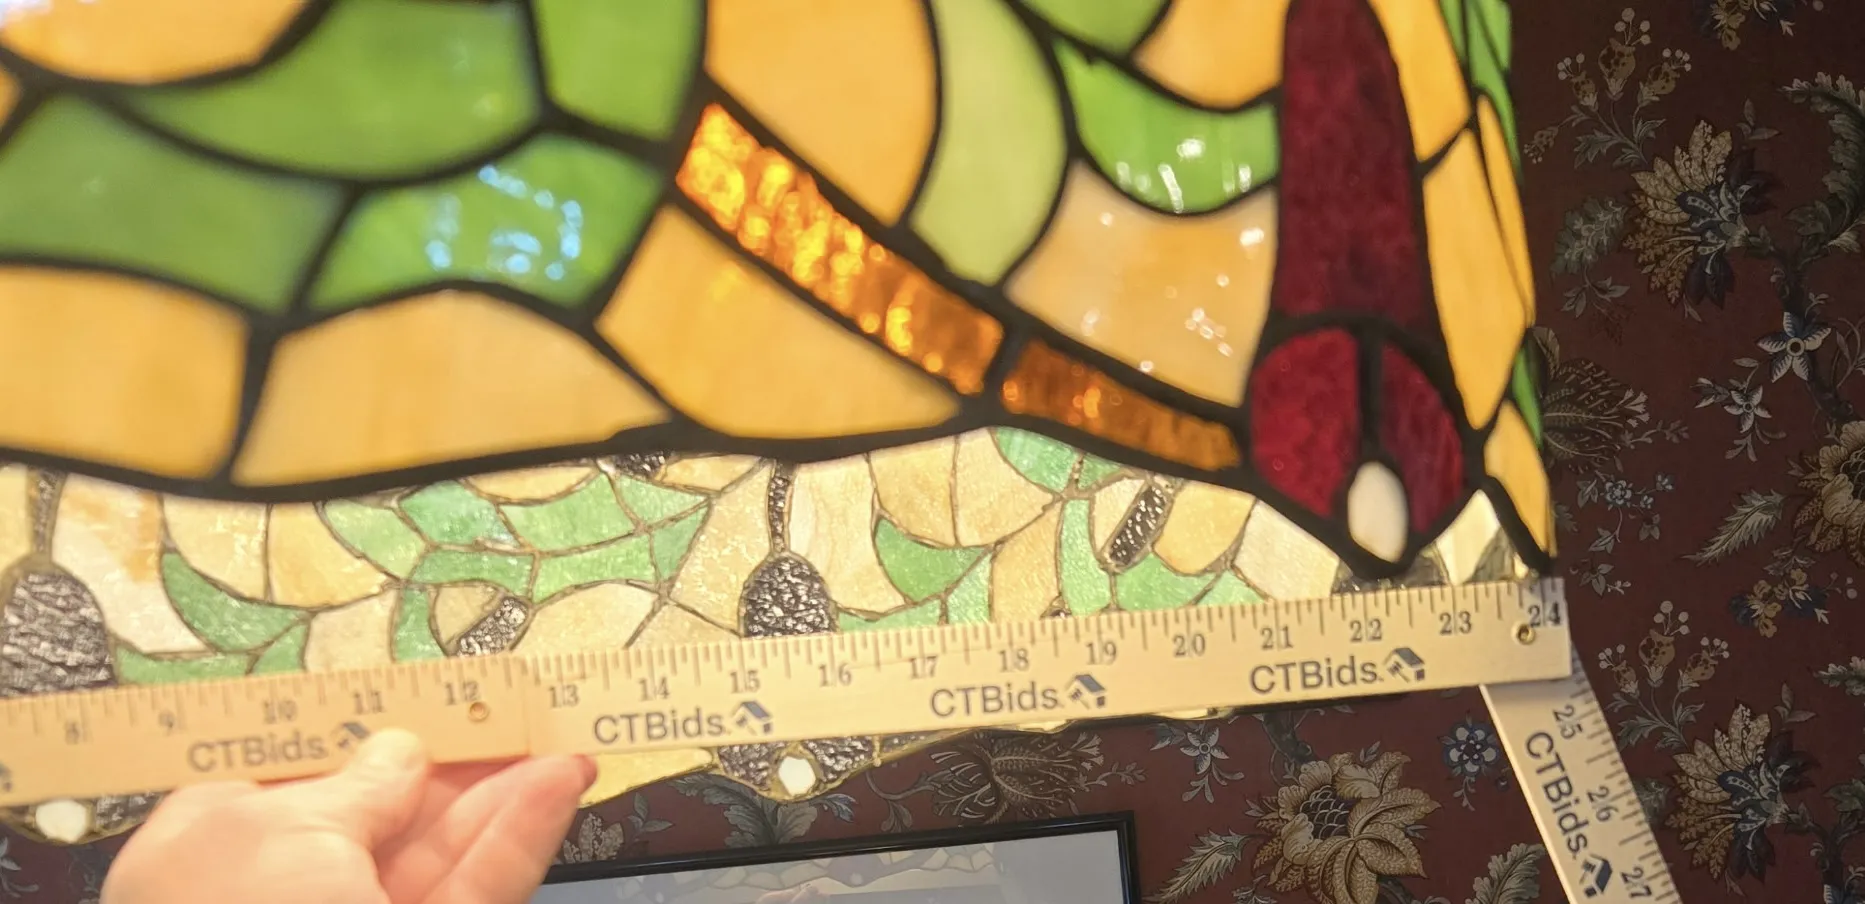 8 9 10 11 12 13 14 15 16 17 18 19 20 21 22 23 24
CTBids. CTBids. CTBids. CTBids.
25 26 27
CTBids.